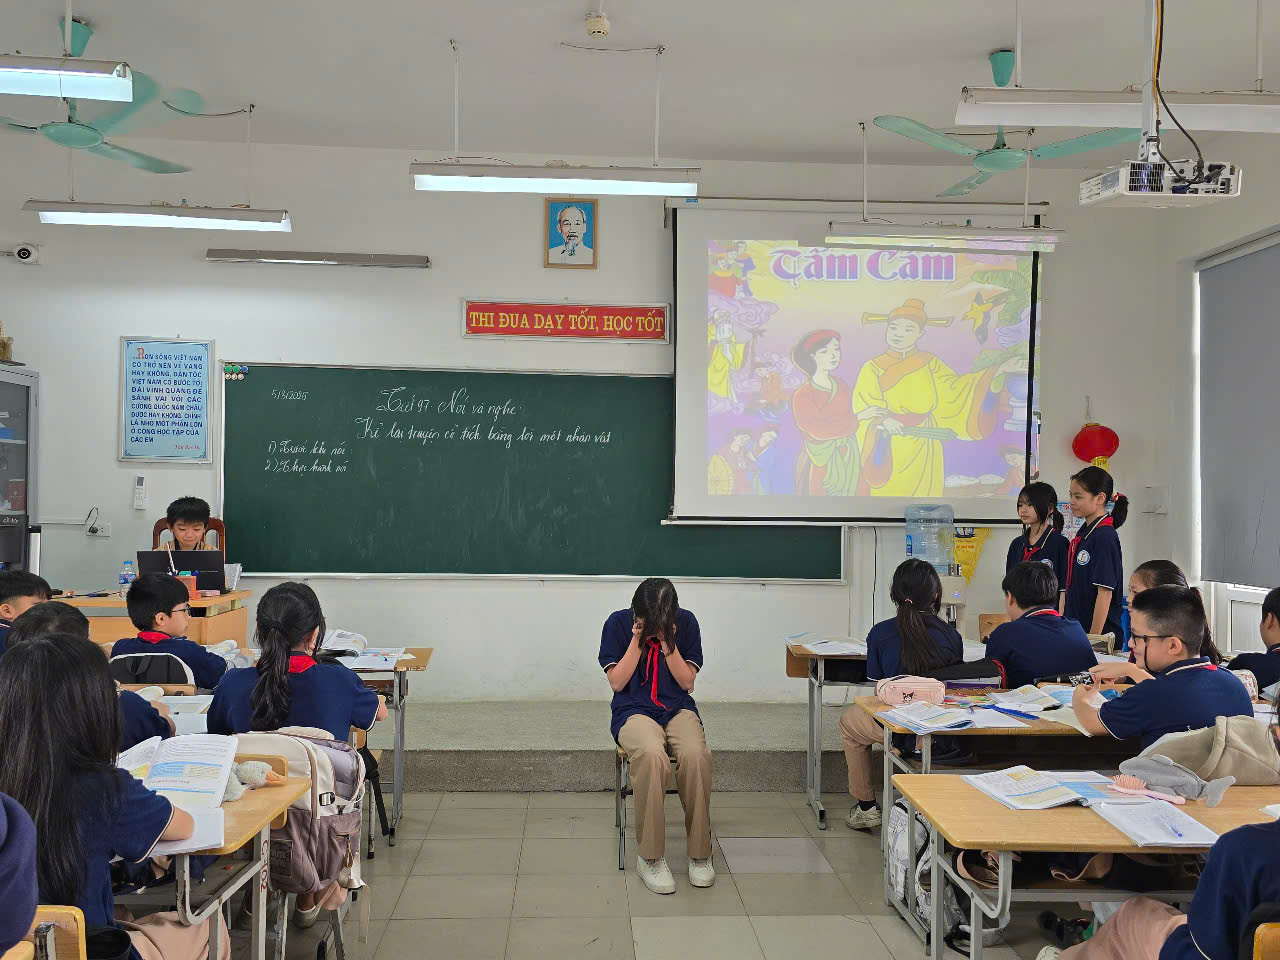 Tấm Cám
THI ĐUA DẠY TỐT, HỌC TỐT
...NON SÔNG VIỆT NAM
CÓ TRỞ NÊN VẺ VANG
HAY KHÔNG, DÂN TỘC
VIỆT NAM CÓ BƯỚC TỚI
ĐÀI VINH QUANG ĐỂ
SÁNH VAI VỚI CÁC
CƯỜNG QUỐC NĂM CHÂU
ĐƯỢC HAY KHÔNG, CHÍNH
LÀ NHỜ MỘT PHẦN LỚN
Ở CÔNG HỌC TẬP CỦA
CÁC EM
5/3/2025
Tiết 97 Nói và nghe:
Kể lại truyện cổ tích bằng lời một nhân vật
1) Trước khi nói
2) Thực hành nói